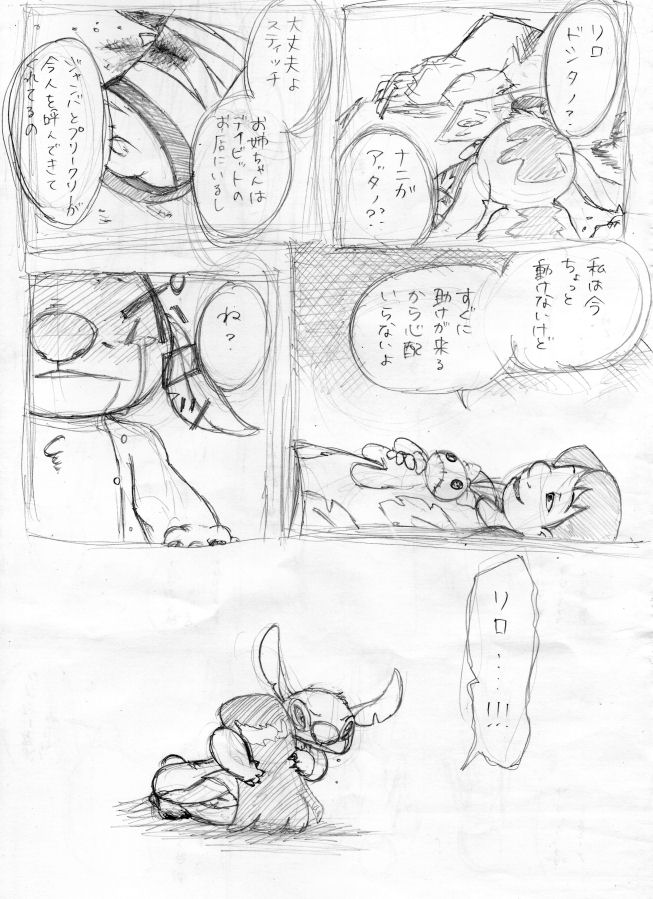 リロ
ドシタノ?
ナニガ
アッタノ??
大丈夫よ
スティッチ
お姉ちゃんは
デイビットの
お店にいるし
ジャンバとプリークリーが
今人を呼んできて
くれてるの
私は今
ちょっと
動けないけど
すぐに
助けが来る
から心配
いらないよ
ね?
リロ・・・・!!!